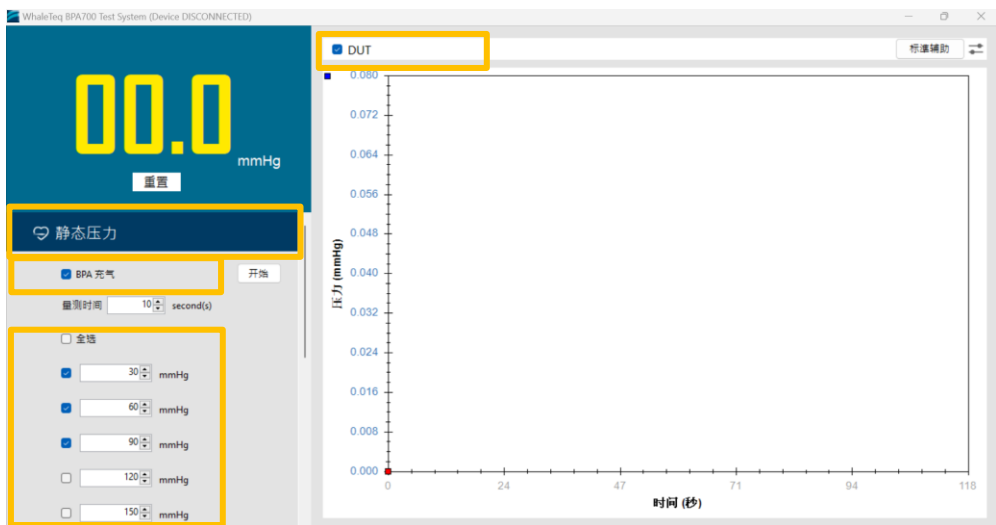 WhaleTeq BPA700 Test System (Device DISCONNECTED)
00.0 mmHg
重置
静态压力
BPA 充气
开始
量测时间 10 second(s)
全选
30 mmHg
60 mmHg
90 mmHg
120 mmHg
150 mmHg
DUT
标准辅助
0.080
0.072
0.064
0.056
0.048
0.040
0.032
0.024
0.016
0.008
0.000
压力 (mmHg)
0 24 47 71 94 118
时间 (秒)